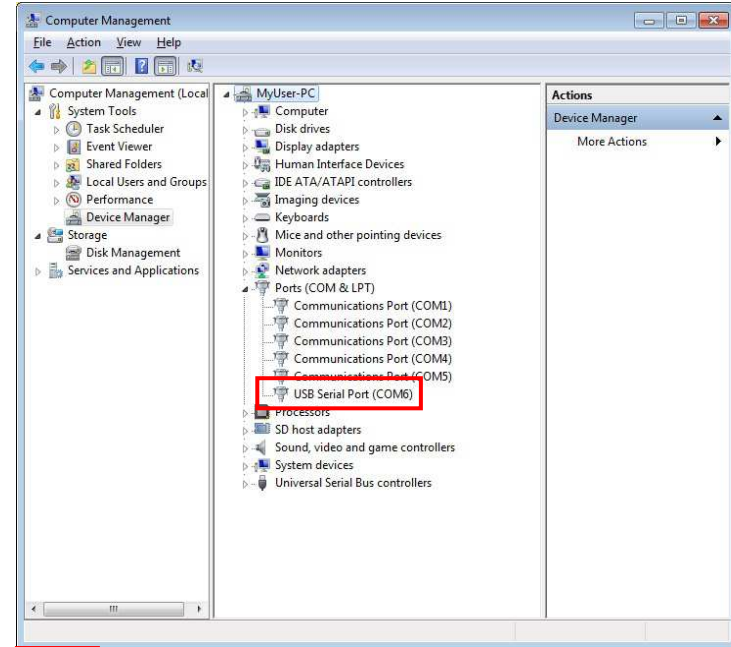 Computer Management
File Action View Help
Computer Management (Local
System Tools
Task Scheduler
Event Viewer
Shared Folders
Local Users and Groups
Performance
Device Manager
Storage
Disk Management
Services and Applications
MyUser-PC
Computer
Disk drives
Display adapters
Human Interface Devices
IDE ATA/ATAPI controllers
Imaging devices
Keyboards
Mice and other pointing devices
Monitors
Network adapters
Ports (COM & LPT)
Communications Port (COM1)
Communications Port (COM2)
Communications Port (COM3)
Communications Port (COM4)
Communications Port (COM5)
USB Serial Port (COM6)
Processors
SD host adapters
Sound, video and game controllers
System devices
Universal Serial Bus controllers
Actions
Device Manager
More Actions